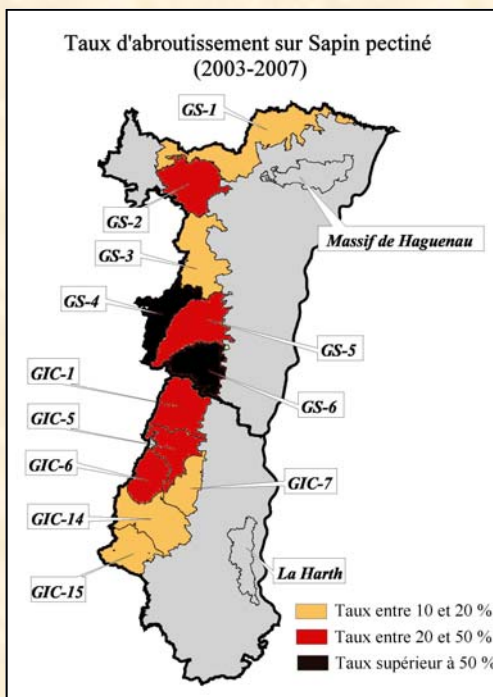 Taux d'abroutissement sur Sapin pectiné
(2003-2007)
GS-1
GS-2
Massif de Haguenau
GS-3
GS-4
GS-5
GIC-1
GS-6
GIC-5
GIC-6
GIC-7
GIC-14
GIC-15
La Harth
Taux entre 10 et 20 %
Taux entre 20 et 50 %
Taux supérieur à 50 %